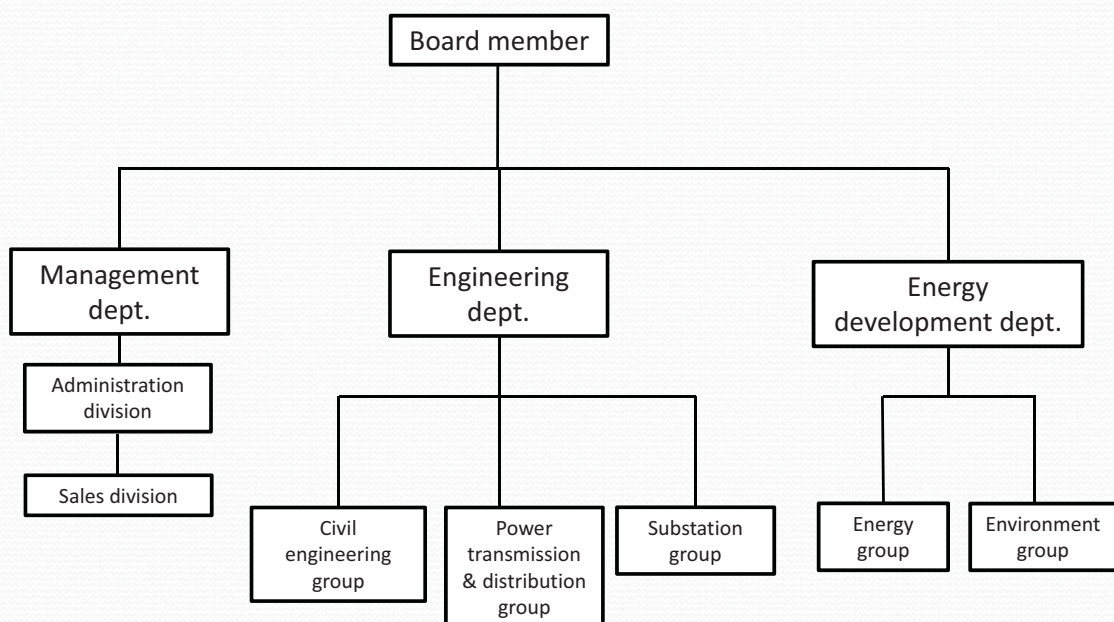 Board member
Management
dept.
Engineering
dept.
Energy
development dept.
Administration
division
Sales division
Civil
engineering
group
Power
transmission
& distribution
group
Substation
group
Energy
group
Environment
group